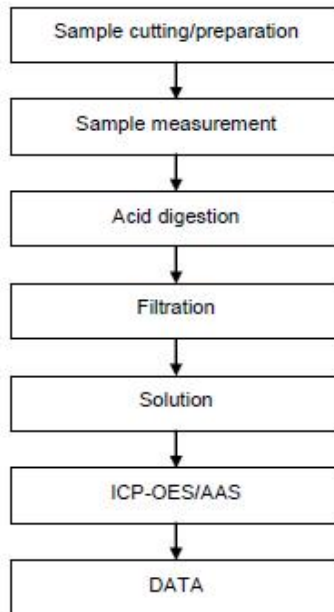 Sample cutting/preparation
Sample measurement
Acid digestion
Filtration
Solution
ICP-OES/AAS
DATA